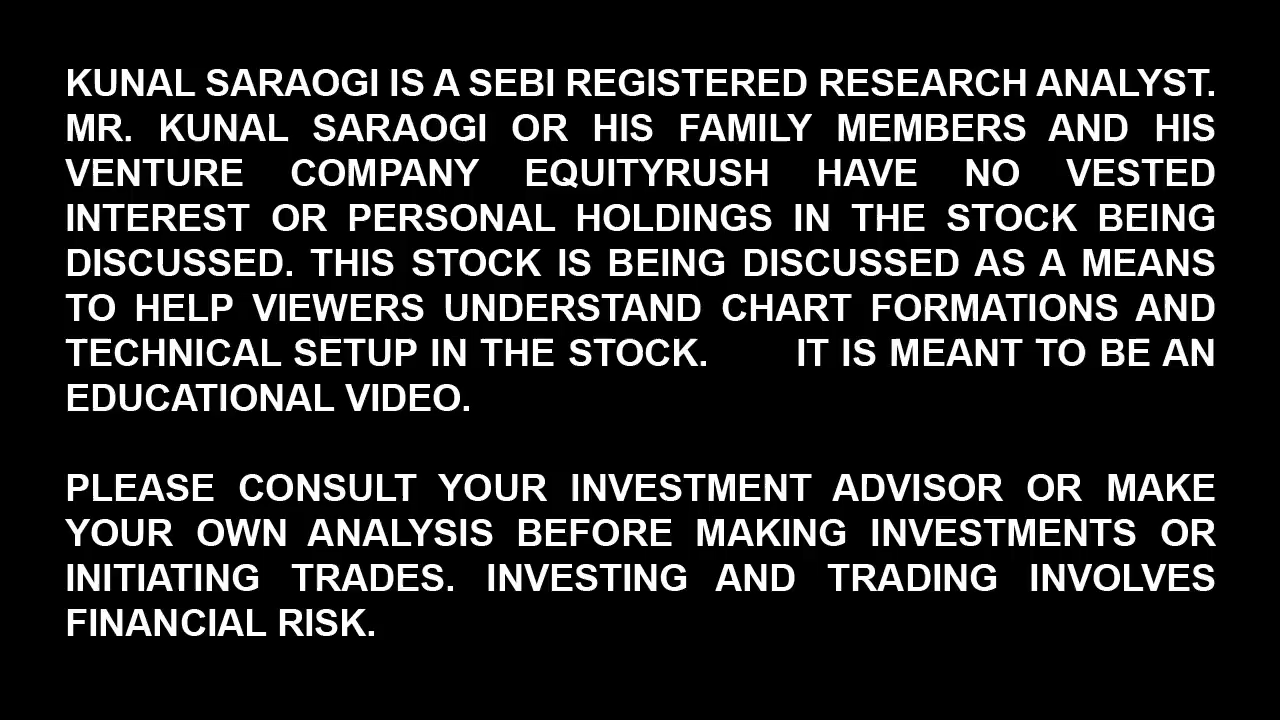 KUNAL SARAOGI IS A SEBI REGISTERED RESEARCH ANALYST.
MR. KUNAL SARAOGI OR HIS FAMILY MEMBERS AND HIS
VENTURE COMPANY EQUITYRUSH HAVE NO VESTED
INTEREST OR PERSONAL HOLDINGS IN THE STOCK BEING
DISCUSSED. THIS STOCK IS BEING DISCUSSED AS A MEANS
TO HELP VIEWERS UNDERSTAND CHART FORMATIONS AND
TECHNICAL SETUP IN THE STOCK. IT IS MEANT TO BE AN
EDUCATIONAL VIDEO.
PLEASE CONSULT YOUR INVESTMENT ADVISOR OR MAKE
YOUR OWN ANALYSIS BEFORE MAKING INVESTMENTS OR
INITIATING TRADES. INVESTING AND TRADING INVOLVES
FINANCIAL RISK.